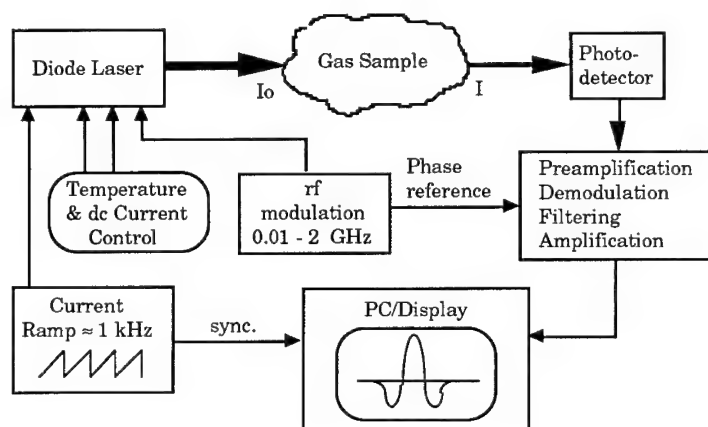 Diode Laser
Io
Gas Sample
I
Photo-
detector
Temperature
& dc Current
Control
rf
modulation
0.01 - 2 GHz
Phase
reference
Preamplification
Demodulation
Filtering
Amplification
Current
Ramp ≈ 1 kHz
sync.
PC/Display